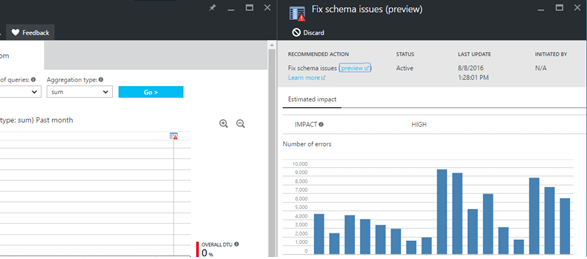 Feedback
om
of queries:
Aggregation type:
sum
Go >
type: sum) Past month
OVERALL DTU
0 %
Fix schema issues (preview)
Discard
RECOMMENDED ACTION
STATUS
LAST UPDATE
INITIATED BY
Fix schema issues (preview)
Active
8/8/2016
N/A
Learn more
1:28:01 PM
Estimated impact
IMPACT
HIGH
Number of errors
10,000
9,000
8,000
7,000
6,000
5,000
4,000
3,000
2,000
1,000
0